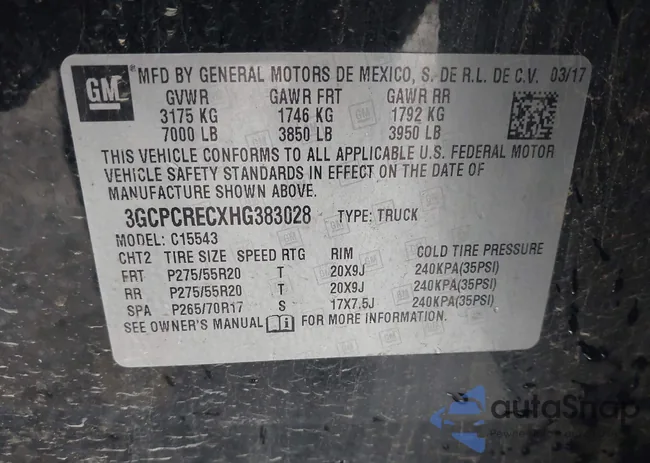 GM MFD BY GENERAL MOTORS DE MEXICO, S. DE R.L. DE C.V. 03/17
GVWR GAWR FRT GAWR RR
3175 KG 1746 KG 1792 KG
7000 LB 3850 LB 3950 LB
THIS VEHICLE CONFORMS TO ALL APPLICABLE U.S. FEDERAL MOTOR
VEHICLE SAFETY STANDARDS IN EFFECT ON THE DATE OF
MANUFACTURE SHOWN ABOVE.
3GCPCRECXHG383028 TYPE: TRUCK
MODEL: C15543
CHT2 TIRE SIZE SPEED RTG RIM COLD TIRE PRESSURE
FRT P275/55R20 T 20X9J 240KPA(35PSI)
RR P275/55R20 T 20X9J 240KPA(35PSI)
SPA P265/70R17 S 17X7.5J 240KPA(35PSI)
SEE OWNER'S MANUAL i FOR MORE INFORMATION.
autaShop